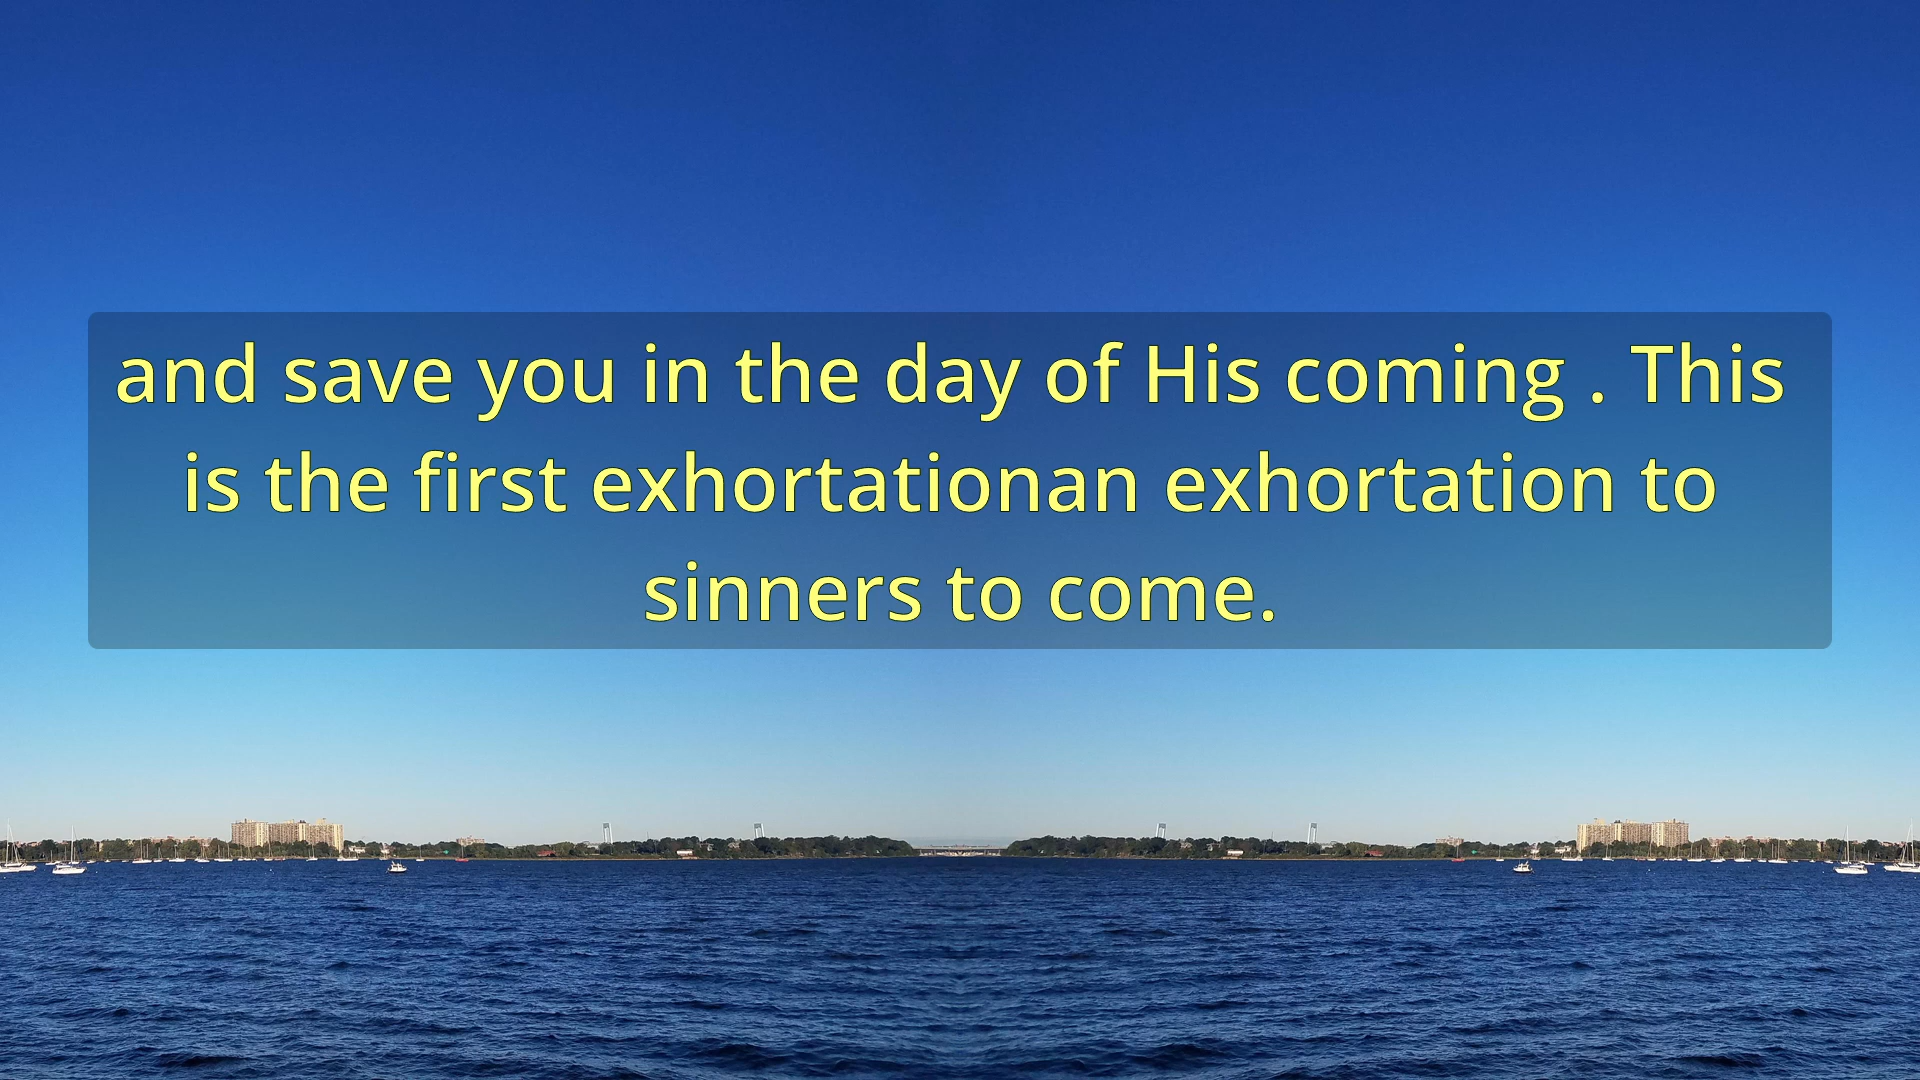 and save you in the day of His coming . This
is the first exhortationan exhortation to
sinners to come.